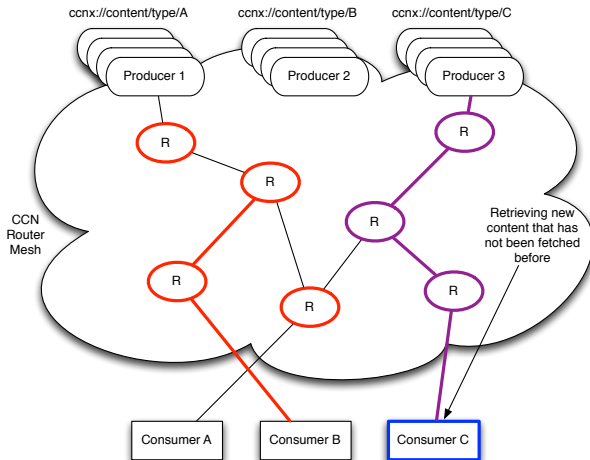 ccnx://content/type/A
ccnx://content/type/B
ccnx://content/type/C
Producer 1
Producer 2
Producer 3
R
R
R
R
R
R
R
CCN
Router
Mesh
Retrieving new
content that has
not been fetched
before
Consumer A
Consumer B
Consumer C